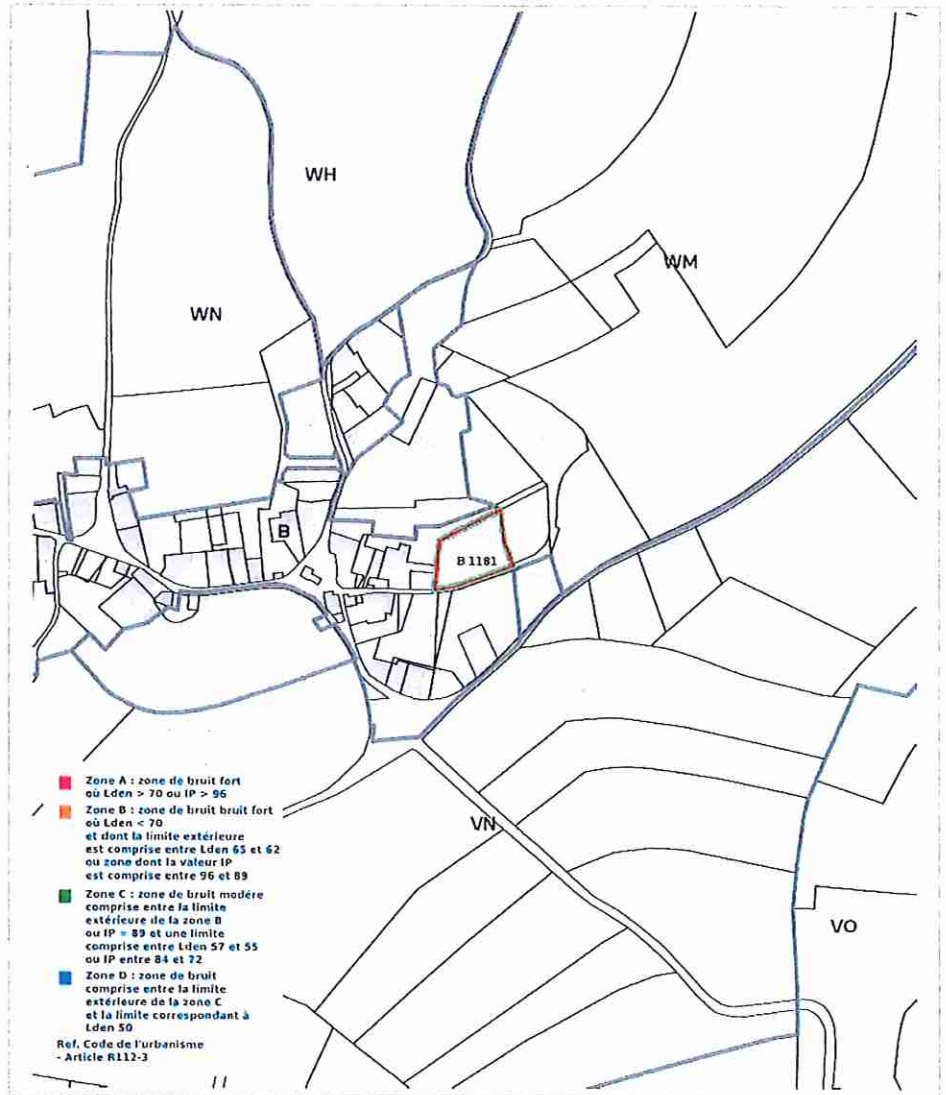 WH
WM
WN
B
B 1181
Zone A : zone de bruit fort
où Lden > 70 ou IP > 96
Zone B : zone de bruit bruit fort
où Lden < 70
et dont la limite extérieure
est comprise entre Lden 65 et 62
ou zone dont la valeur IP
est comprise entre 96 et 89
VN
Zone C : zone de bruit modère
comprise entre la limite
extérieure de la zone B
ou IP = 89 et une limite
comprise entre Lden 57 et 55
ou IP entre 84 et 72
VO
Zone D : zone de bruit
comprise entre la limite
extérieure de la zone C
et la limite correspondant à
Lden 50
Ref. Code de l'urbanisme
- Article R112-3